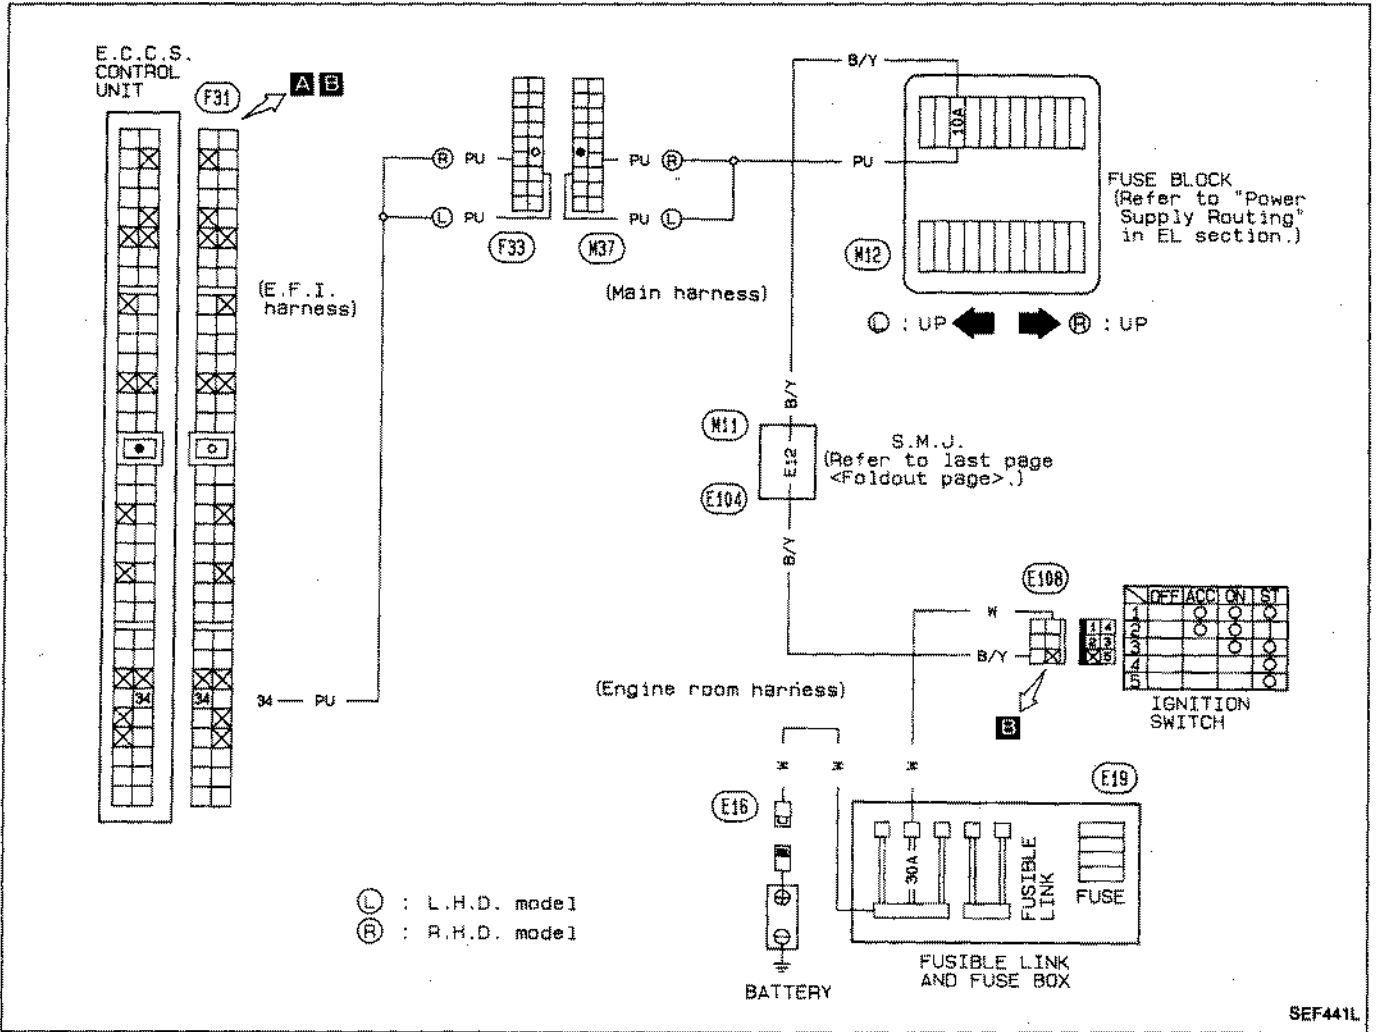 E.C.C.S.
CONTROL
UNIT
F31
A B
B/Y
10A
R PU
PU R
PU
L PU
PU L
F33
M37
M12
FUSE BLOCK
(Refer to "Power
Supply Routing"
in EL section.)
(E.F.I.
harness)
(Main harness)
L : UP
R : UP
B/Y
M11
E12
E104
S.M.J.
(Refer to last page
<Foldout page>.)
B/Y
E108
W
B/Y
1 4
2 3
5
OFF ACC ON ST
1
2
3
4
5
IGNITION
SWITCH
B
34
34
34 PU
(Engine room harness)
W
W
W
E16
E19
30A
FUSIBLE
LINK
FUSE
L : L.H.D. model
R : R.H.D. model
FUSIBLE LINK
AND FUSE BOX
BATTERY
SEF441L